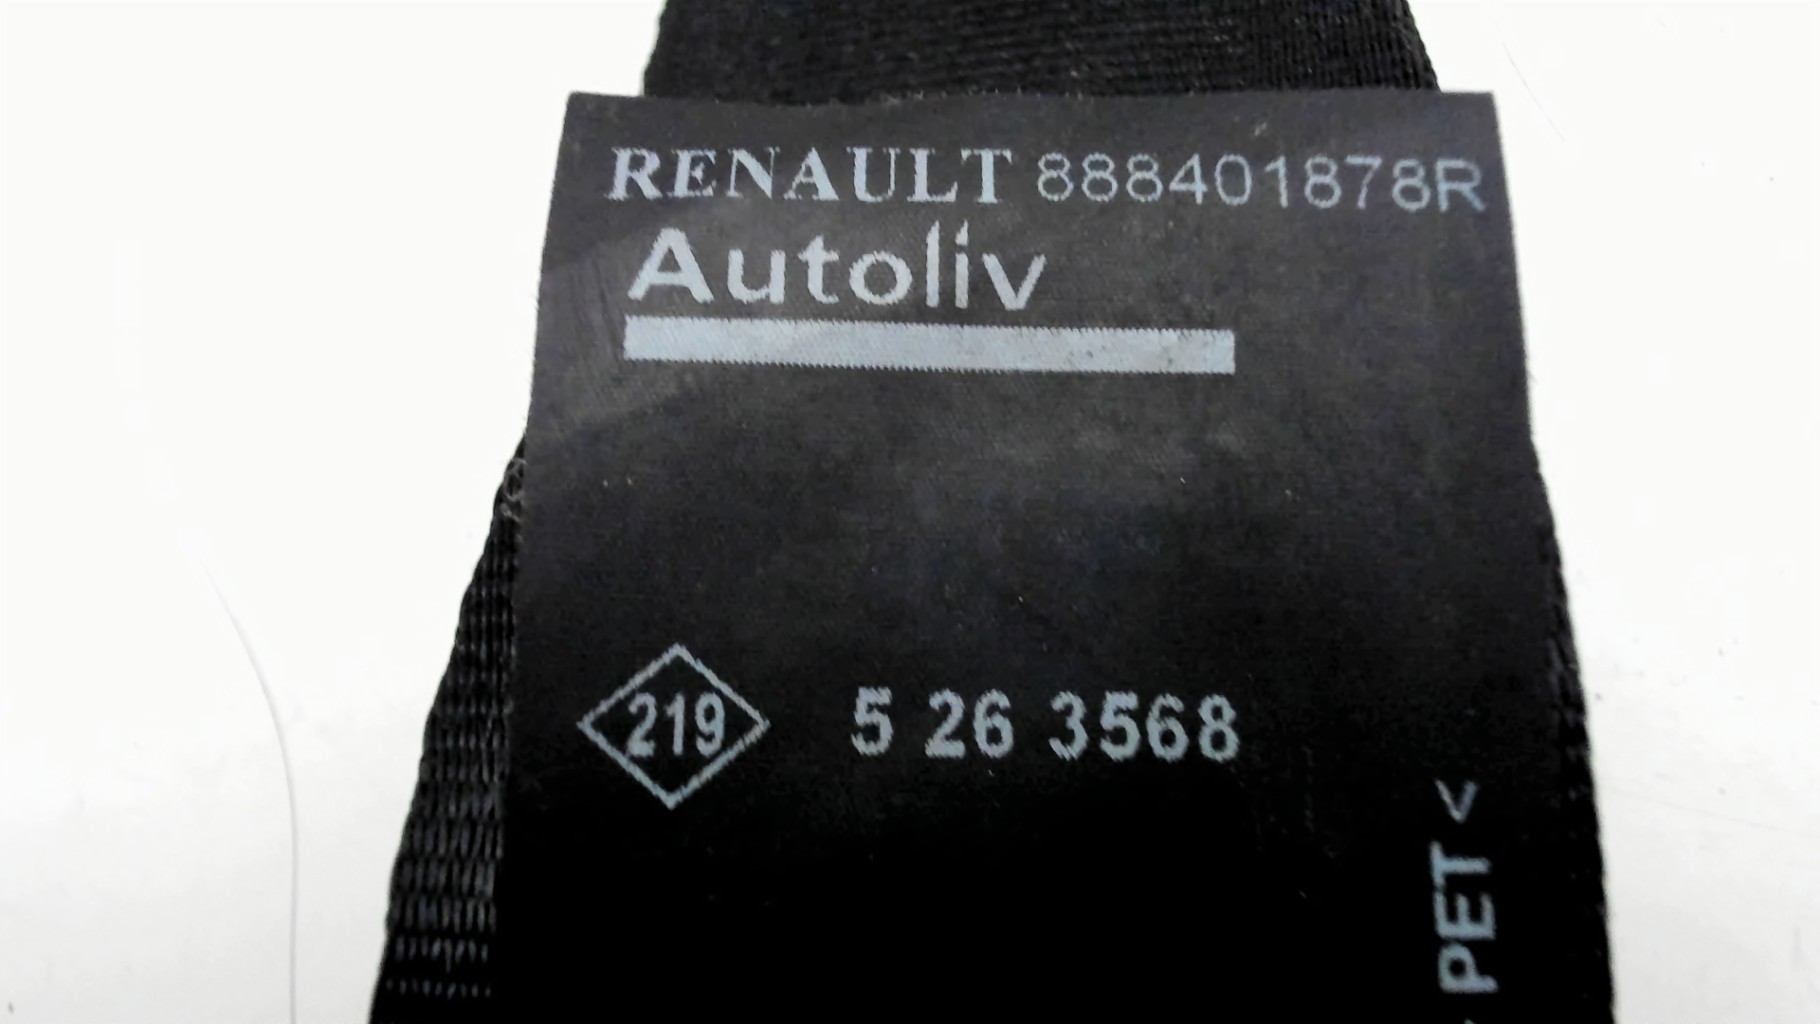 RENAULT 888401878R
Autoliv
219 5 26 3568
PET <